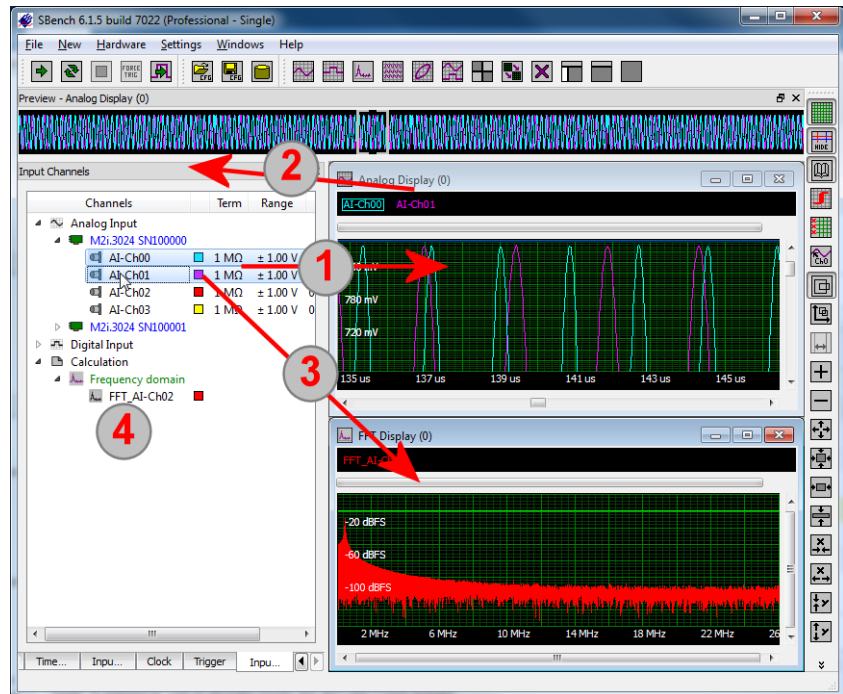 SBench 6.1.5 build 7022 (Professional - Single)
File New Hardware Settings Windows Help
FORCE TRIG CFG CFG
Preview - Analog Display (0)
HIDE
Input Channels
2
Analog Display (0)
Channels Term Range
AI-Ch00 AI-Ch01
Analog Input
M2i.3024 SN100000
AI-Ch00 1 MΩ ± 1.00 V
1
AI-Ch01 1 MΩ ± 1.00 V
Ch0
AI-Ch02 1 MΩ ± 1.00 V 0
780 mV
AI-Ch03 1 MΩ ± 1.00 V 0
M2i.3024 SN100001
720 mV
Digital Input
Calculation
3
Frequency domain
135 us 137 us 139 us 141 us 143 us 145 us
FFT_AI-Ch02
4
FFT Display (0)
-20 dBFS
-60 dBFS
-100 dBFS
2 MHz 6 MHz 10 MHz 14 MHz 18 MHz 22 MHz 26
Time... Inpu... Clock Trigger Inpu...